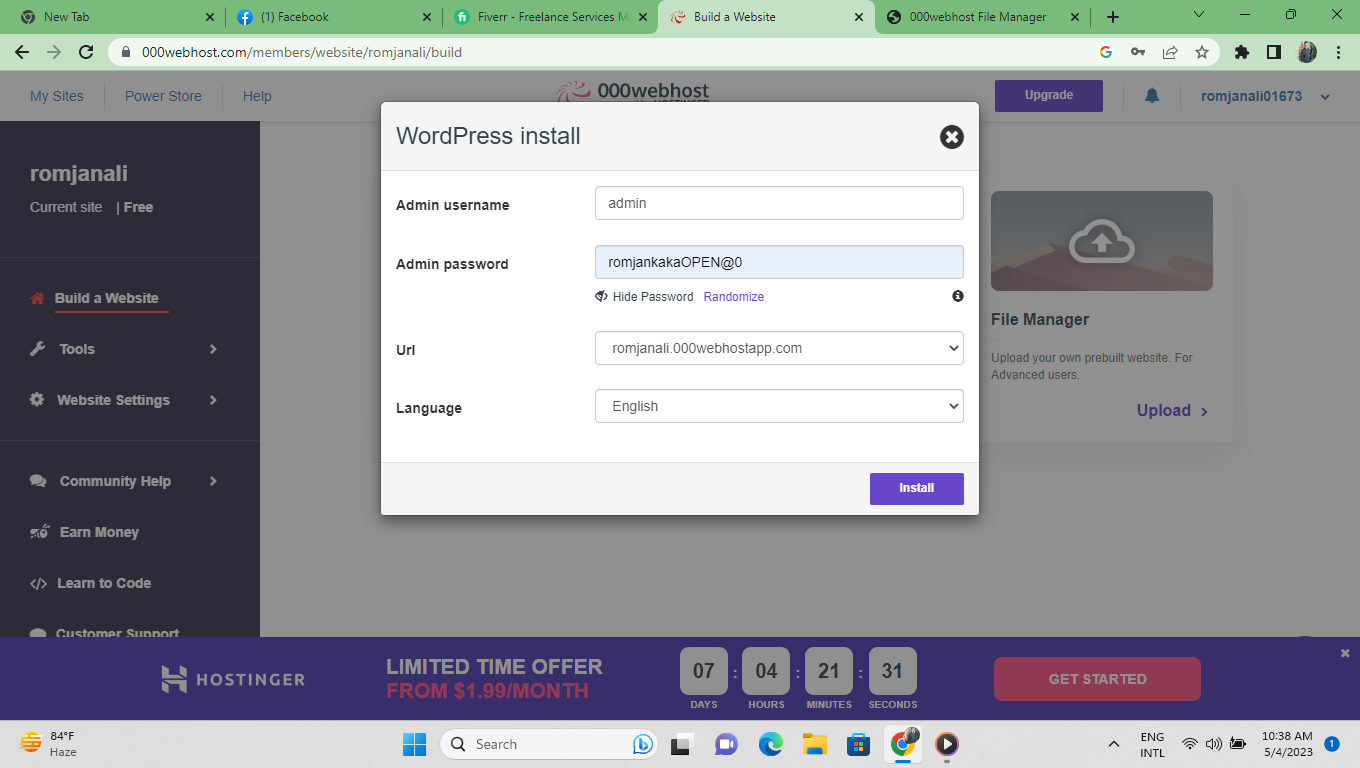 New Tab
(1) Facebook
Fiverr - Freelance Services M
Build a Website
000webhost File Manager
000webhost.com/members/website/romjanali/build
My Sites
Power Store
Help
000webhost
Upgrade
romjanali01673
romjanali
Current site | Free
Build a Website
Tools
Website Settings
Community Help
Earn Money
Learn to Code
Customer Support
WordPress install
Admin username
admin
Admin password
romjankakaOPEN@0
Hide Password Randomize
Url
romjanali.000webhostapp.com
Language
English
Install
File Manager
Upload your own prebuilt website. For
Advanced users.
Upload
HOSTINGER
LIMITED TIME OFFER
FROM $1.99/MONTH
07 : 04 : 21 : 31
DAYS HOURS MINUTES SECONDS
GET STARTED
84°F
Haze
Search
ENG
INTL
10:38 AM
5/4/2023
1